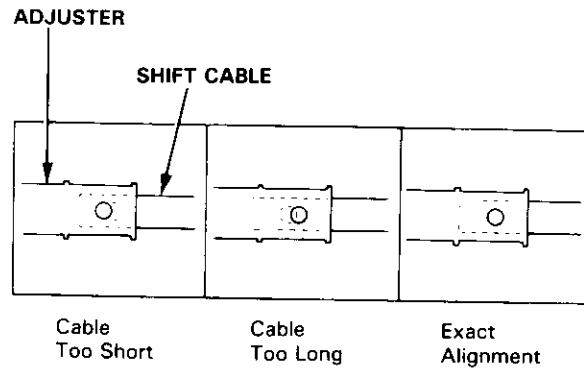 ADJUSTER
SHIFT CABLE
Cable
Too Short
Cable
Too Long
Exact
Alignment